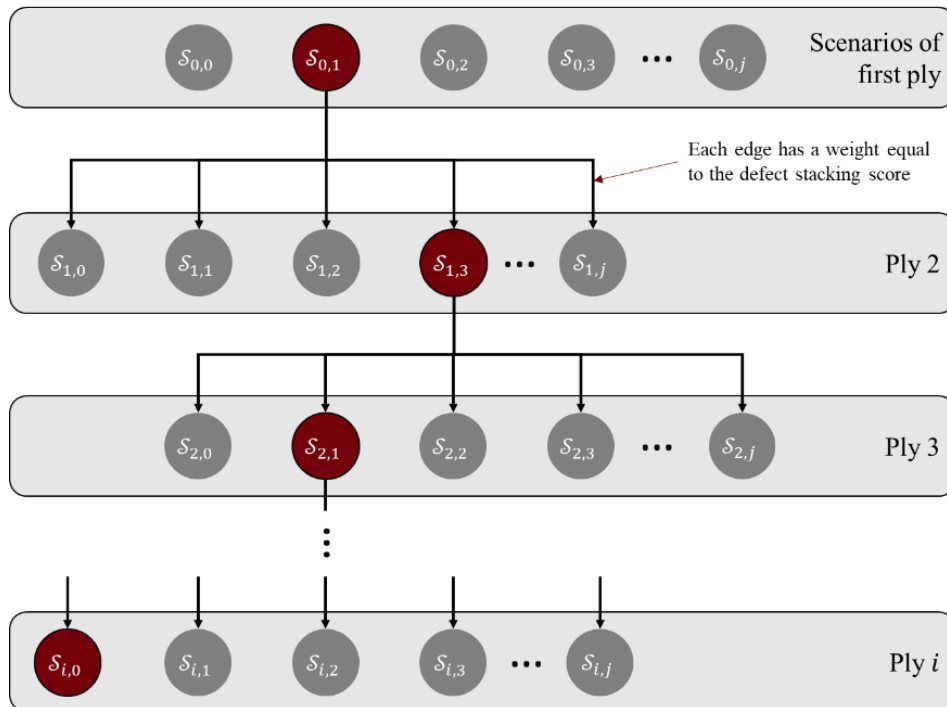 S₀,₀ S₀,₁ S₀,₂ S₀,₃ ••• S₀,ⱼ
Scenarios of
first ply
Each edge has a weight equal
to the defect stacking score
S₁,₀ S₁,₁ S₁,₂ S₁,₃ ••• S₁,ⱼ
Ply 2
S₂,₀ S₂,₁ S₂,₂ S₂,₃ ••• S₂,ⱼ
Ply 3
Sᵢ,₀ Sᵢ,₁ Sᵢ,₂ Sᵢ,₃ ••• Sᵢ,ⱼ
Ply i